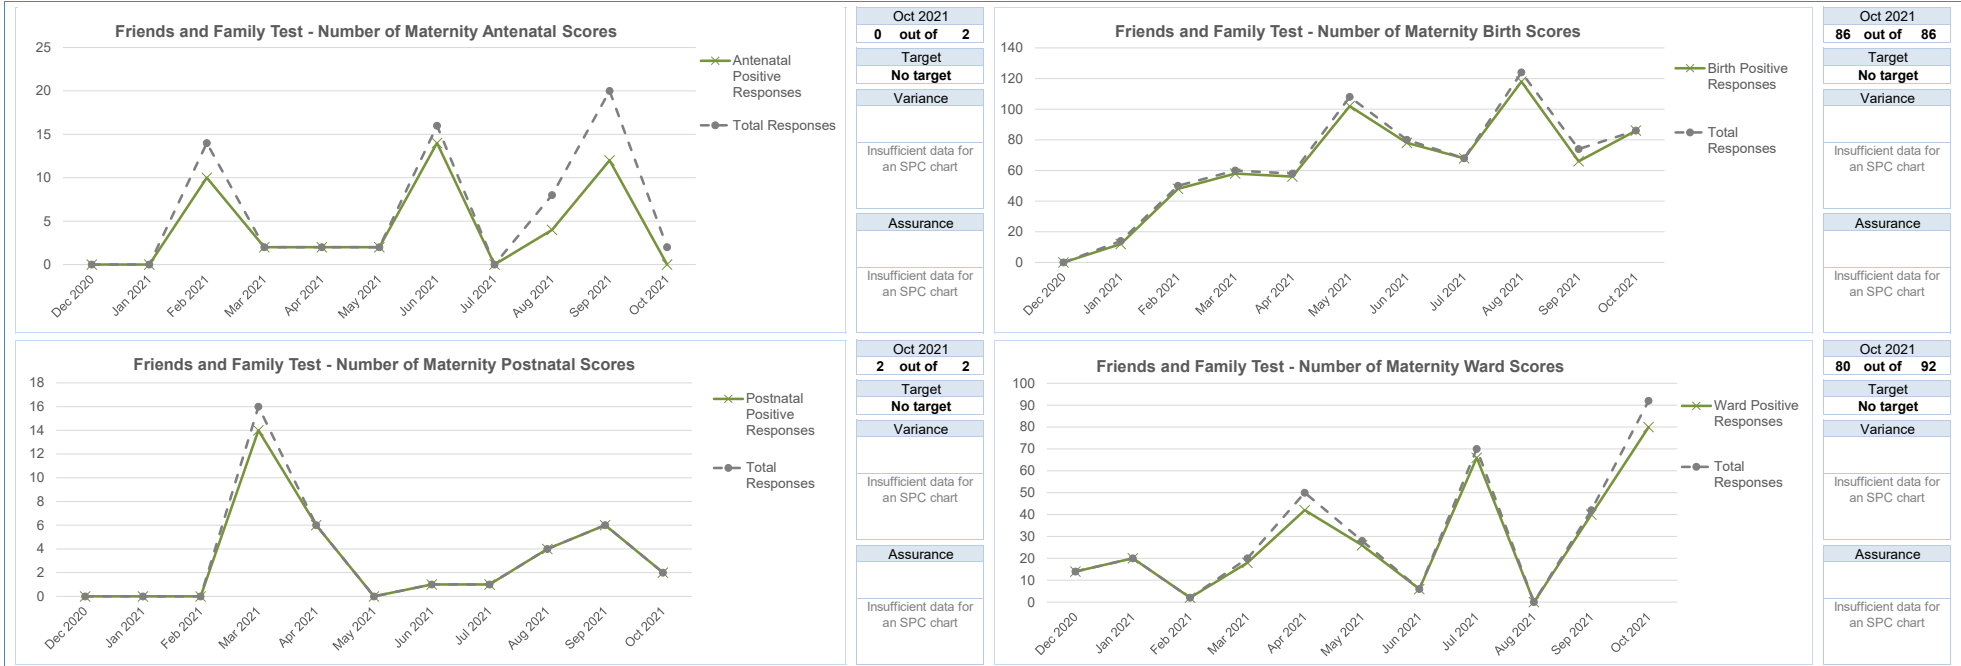 Friends and Family Test - Number of Maternity Antenatal Scores
25
20
15
10
5
0
Dec 2020
Jan 2021
Feb 2021
Mar 2021
Apr 2021
May 2021
Jun 2021
Jul 2021
Aug 2021
Sep 2021
Oct 2021
Antenatal
Positive
Responses
Total Responses
Oct 2021
0 out of 2
Target
No target
Variance
Insufficient data for
an SPC chart
Assurance
Insufficient data for
an SPC chart
Friends and Family Test - Number of Maternity Birth Scores
140
120
100
80
60
40
20
0
Dec 2020
Jan 2021
Feb 2021
Mar 2021
Apr 2021
May 2021
Jun 2021
Jul 2021
Aug 2021
Sep 2021
Oct 2021
Birth Positive
Responses
Total
Responses
Oct 2021
86 out of 86
Target
No target
Variance
Insufficient data for
an SPC chart
Assurance
Insufficient data for
an SPC chart
Friends and Family Test - Number of Maternity Postnatal Scores
18
16
14
12
10
8
6
4
2
0
Dec 2020
Jan 2021
Feb 2021
Mar 2021
Apr 2021
May 2021
Jun 2021
Jul 2021
Aug 2021
Sep 2021
Oct 2021
Postnatal
Positive
Responses
Total
Responses
Oct 2021
2 out of 2
Target
No target
Variance
Insufficient data for
an SPC chart
Assurance
Insufficient data for
an SPC chart
Friends and Family Test - Number of Maternity Ward Scores
100
90
80
70
60
50
40
30
20
10
0
Dec 2020
Jan 2021
Feb 2021
Mar 2021
Apr 2021
May 2021
Jun 2021
Jul 2021
Aug 2021
Sep 2021
Oct 2021
Ward Positive
Responses
Total
Responses
Oct 2021
80 out of 92
Target
No target
Variance
Insufficient data for
an SPC chart
Assurance
Insufficient data for
an SPC chart